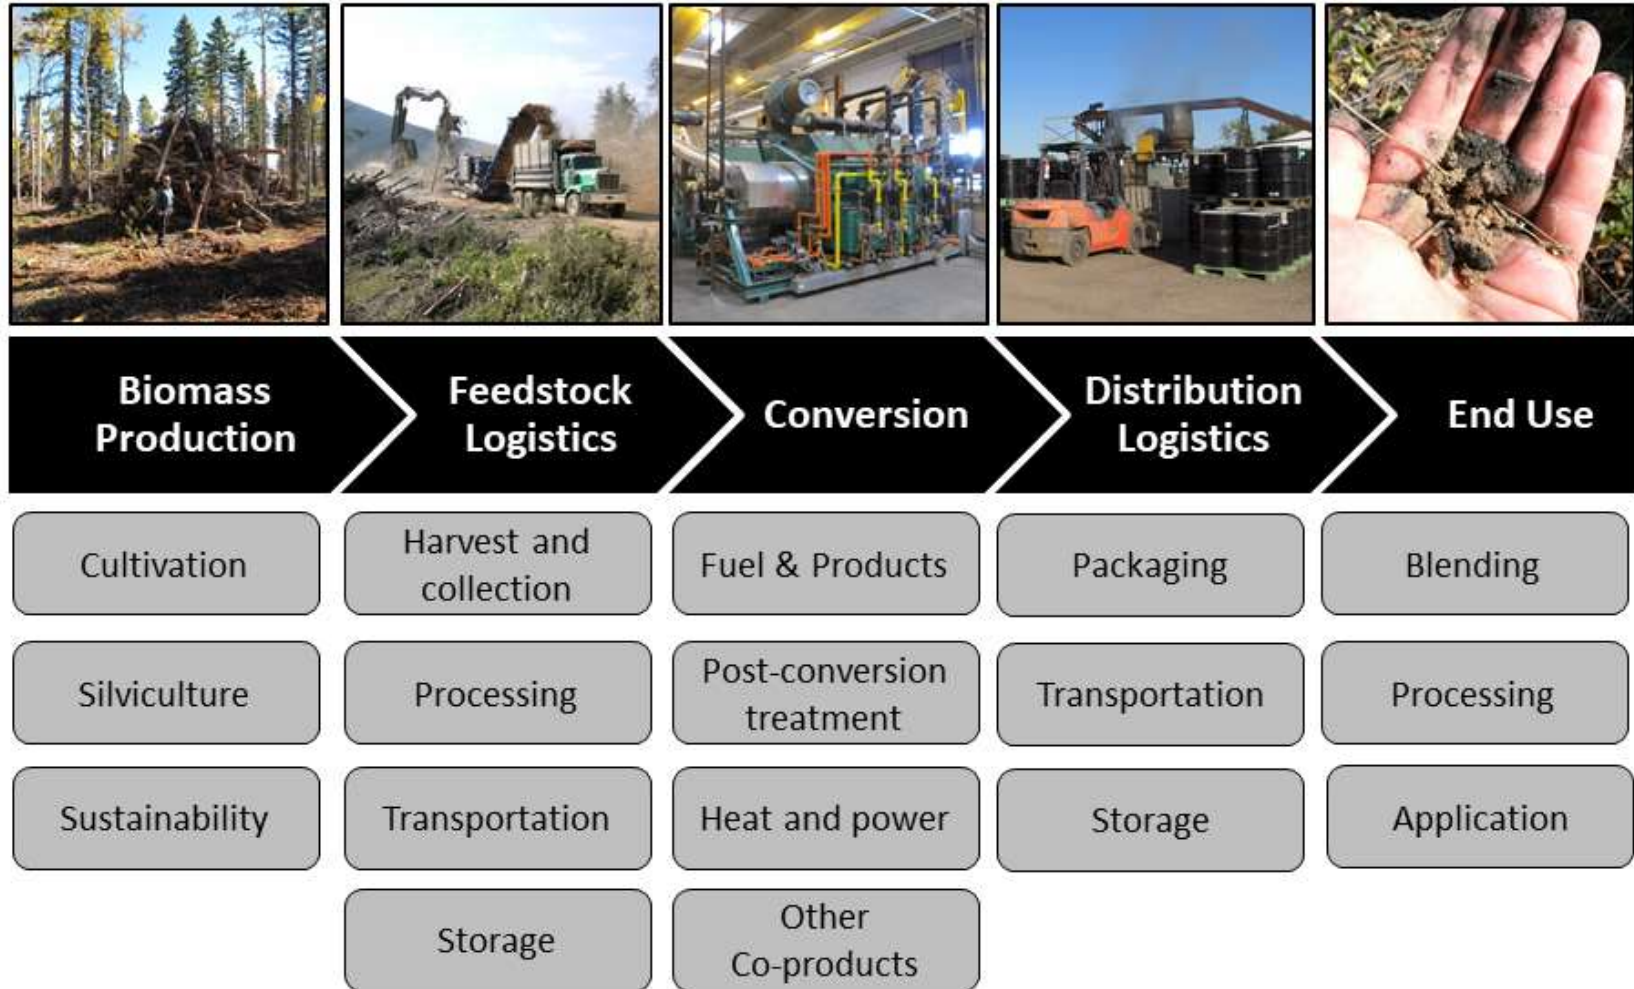 Biomass
Production
Feedstock
Logistics
Conversion
Distribution
Logistics
End Use
Cultivation
Harvest and
collection
Fuel & Products
Packaging
Blending
Silviculture
Processing
Post-conversion
treatment
Transportation
Processing
Sustainability
Transportation
Heat and power
Storage
Application
Storage
Other
Co-products